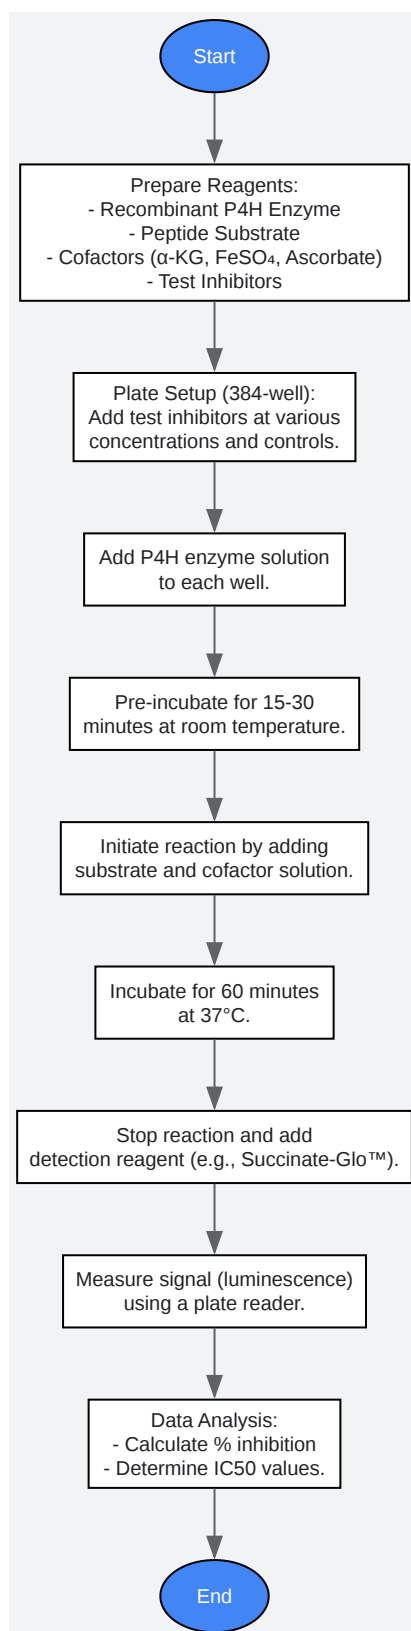 Start
Prepare Reagents:
- Recombinant P4H Enzyme
- Peptide Substrate
- Cofactors (α-KG, FeSO₄, Ascorbate)
- Test Inhibitors
Plate Setup (384-well):
Add test inhibitors at various
concentrations and controls.
Add P4H enzyme solution
to each well.
Pre-incubate for 15-30
minutes at room temperature.
Initiate reaction by adding
substrate and cofactor solution.
Incubate for 60 minutes
at 37°C.
Stop reaction and add
detection reagent (e.g., Succinate-Glo™).
Measure signal (luminescence)
using a plate reader.
Data Analysis:
- Calculate % inhibition
- Determine IC50 values.
End